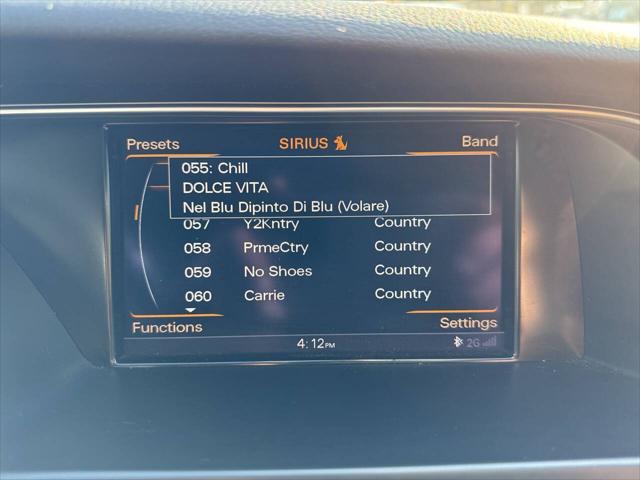 Presets SIRIUS Band
055: Chill
DOLCE VITA
Nel Blu Dipinto Di Blu (Volare)
057 Y2Kntry Country
058 PrmeCtry Country
059 No Shoes Country
060 Carrie Country
Functions Settings
4:12PM 2G